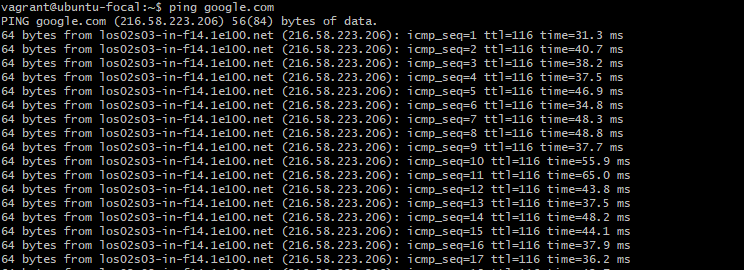 vagrant@ubuntu-focal:~$ ping google.com
PING google.com (216.58.223.206) 56(84) bytes of data.
64 bytes from los02s03-in-f14.1e100.net (216.58.223.206): icmp_seq=1 ttl=116 time=31.3 ms
64 bytes from los02s03-in-f14.1e100.net (216.58.223.206): icmp_seq=2 ttl=116 time=40.7 ms
64 bytes from los02s03-in-f14.1e100.net (216.58.223.206): icmp_seq=3 ttl=116 time=38.2 ms
64 bytes from los02s03-in-f14.1e100.net (216.58.223.206): icmp_seq=4 ttl=116 time=37.5 ms
64 bytes from los02s03-in-f14.1e100.net (216.58.223.206): icmp_seq=5 ttl=116 time=46.9 ms
64 bytes from los02s03-in-f14.1e100.net (216.58.223.206): icmp_seq=6 ttl=116 time=34.8 ms
64 bytes from los02s03-in-f14.1e100.net (216.58.223.206): icmp_seq=7 ttl=116 time=48.3 ms
64 bytes from los02s03-in-f14.1e100.net (216.58.223.206): icmp_seq=8 ttl=116 time=48.8 ms
64 bytes from los02s03-in-f14.1e100.net (216.58.223.206): icmp_seq=9 ttl=116 time=37.7 ms
64 bytes from los02s03-in-f14.1e100.net (216.58.223.206): icmp_seq=10 ttl=116 time=55.9 ms
64 bytes from los02s03-in-f14.1e100.net (216.58.223.206): icmp_seq=11 ttl=116 time=65.0 ms
64 bytes from los02s03-in-f14.1e100.net (216.58.223.206): icmp_seq=12 ttl=116 time=43.8 ms
64 bytes from los02s03-in-f14.1e100.net (216.58.223.206): icmp_seq=13 ttl=116 time=37.5 ms
64 bytes from los02s03-in-f14.1e100.net (216.58.223.206): icmp_seq=14 ttl=116 time=48.2 ms
64 bytes from los02s03-in-f14.1e100.net (216.58.223.206): icmp_seq=15 ttl=116 time=44.1 ms
64 bytes from los02s03-in-f14.1e100.net (216.58.223.206): icmp_seq=16 ttl=116 time=37.9 ms
64 bytes from los02s03-in-f14.1e100.net (216.58.223.206): icmp_seq=17 ttl=116 time=36.2 ms